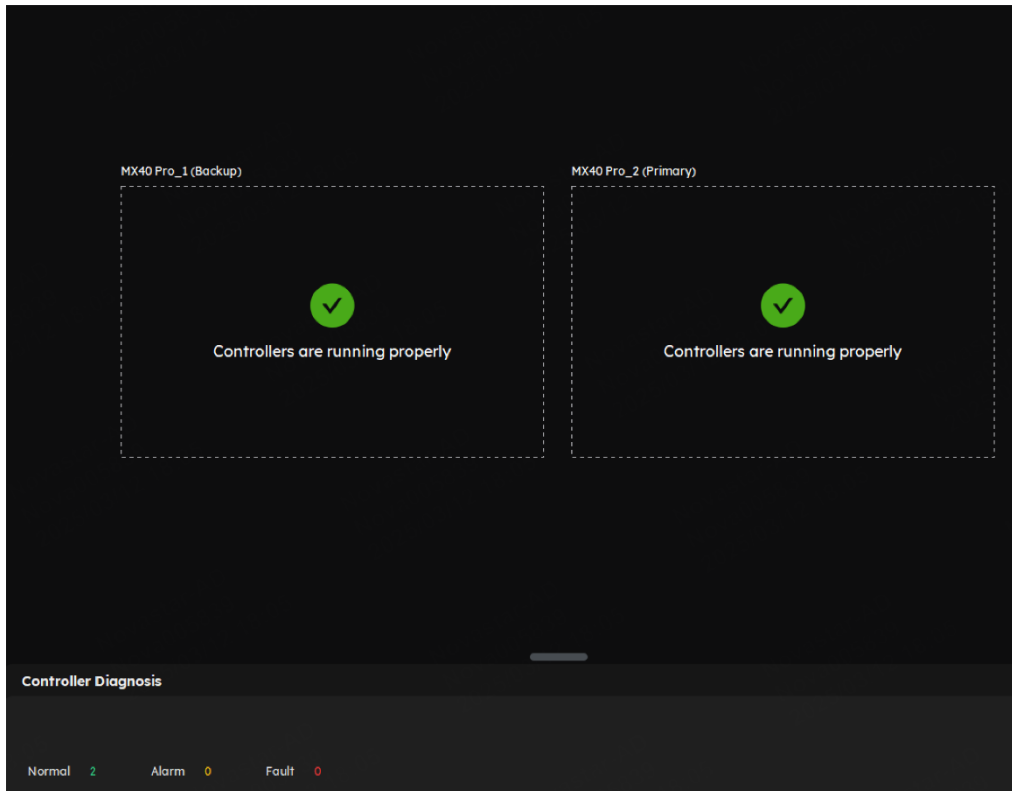 MX40 Pro_1 (Backup) MX40 Pro_2 (Primary)
Controllers are running properly Controllers are running properly
Controller Diagnosis
Normal 2 Alarm 0 Fault 0